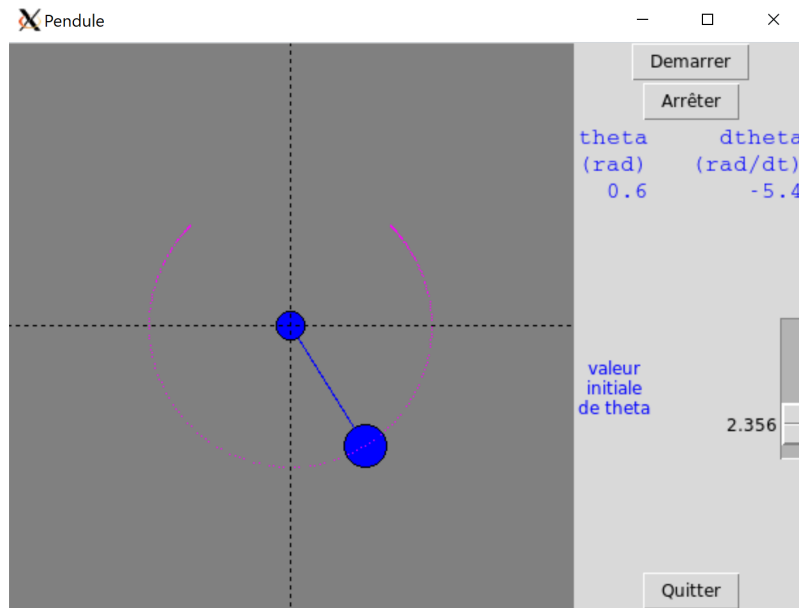 Pendule
Demarrer
Arrêter
theta dtheta
(rad) (rad/dt)
0.6 -5.4
valeur
initiale
de theta
2.356
Quitter